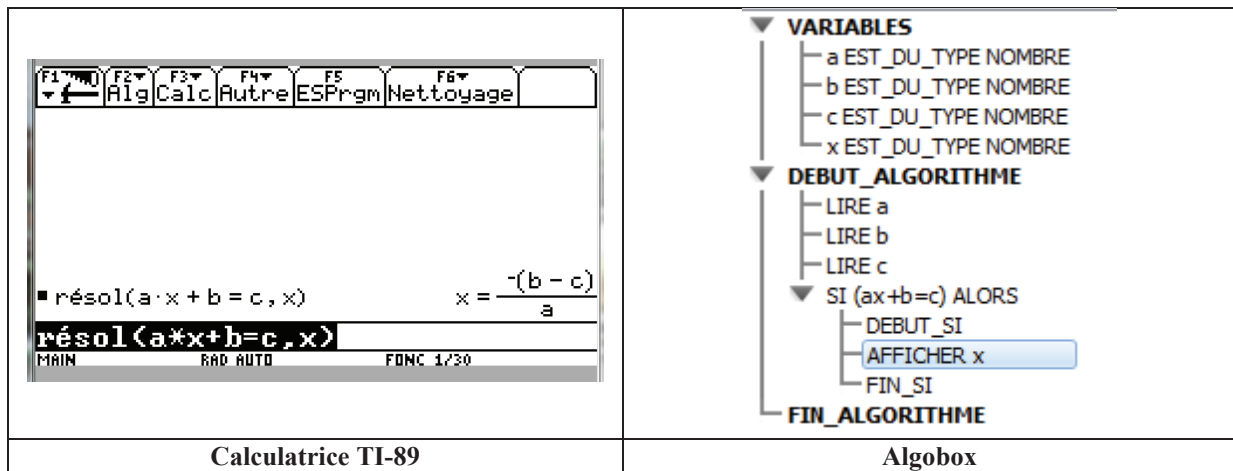 F1 F2 F3 F4 F5 F6
Alg Calc Autre ESPrgm Nettoyage
■ résol(a·x + b = c, x) x = -(b - c) / a
résol(a*x+b=c,x)
MAIN RAD AUTO FONC 1/30
Calculatrice TI-89
VARIABLES
a EST_DU_TYPE NOMBRE
b EST_DU_TYPE NOMBRE
c EST_DU_TYPE NOMBRE
x EST_DU_TYPE NOMBRE
DEBUT_ALGORITHME
LIRE a
LIRE b
LIRE c
SI (ax+b=c) ALORS
DEBUT_SI
AFFICHER x
FIN_SI
FIN_ALGORITHME
Algobox